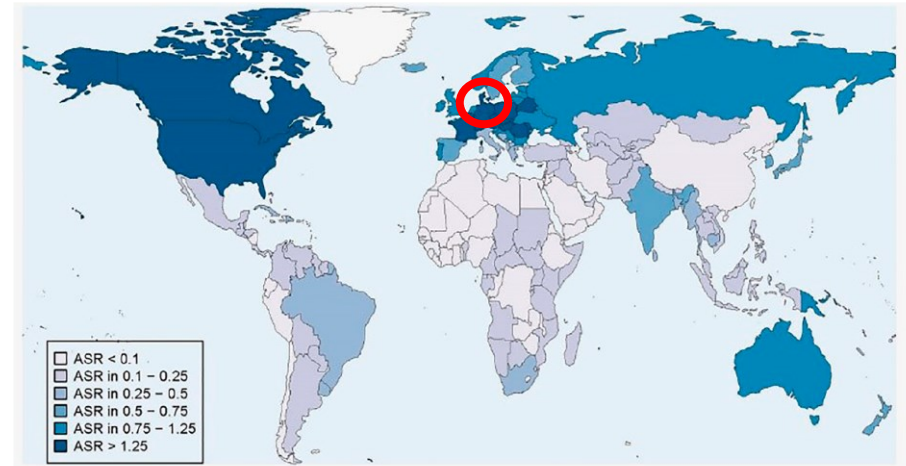 ASR < 0.1
ASR in 0.1 – 0.25
ASR in 0.25 – 0.5
ASR in 0.5 – 0.75
ASR in 0.75 – 1.25
ASR > 1.25